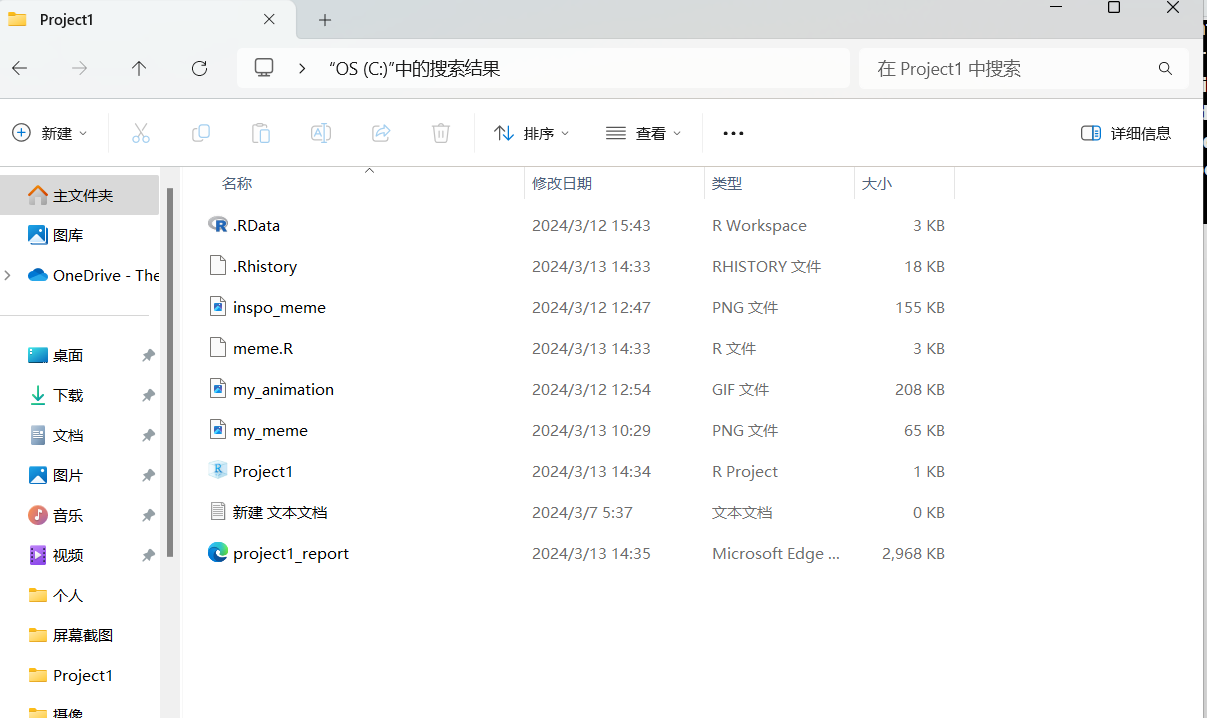 Project1
“OS (C:)”中的搜索结果
在 Project1 中搜索
新建
排序
查看
详细信息
主文件夹
图库
OneDrive - The
桌面
下载
文档
图片
音乐
视频
个人
屏幕截图
Project1
摄像
名称 修改日期 类型 大小
.RData 2024/3/12 15:43 R Workspace 3 KB
.Rhistory 2024/3/13 14:33 RHISTORY 文件 18 KB
inspo_meme 2024/3/12 12:47 PNG 文件 155 KB
meme.R 2024/3/13 14:33 R 文件 3 KB
my_animation 2024/3/12 12:54 GIF 文件 208 KB
my_meme 2024/3/13 10:29 PNG 文件 65 KB
Project1 2024/3/13 14:34 R Project 1 KB
新建 文本文档 2024/3/7 5:37 文本文档 0 KB
project1_report 2024/3/13 14:35 Microsoft Edge ... 2,968 KB